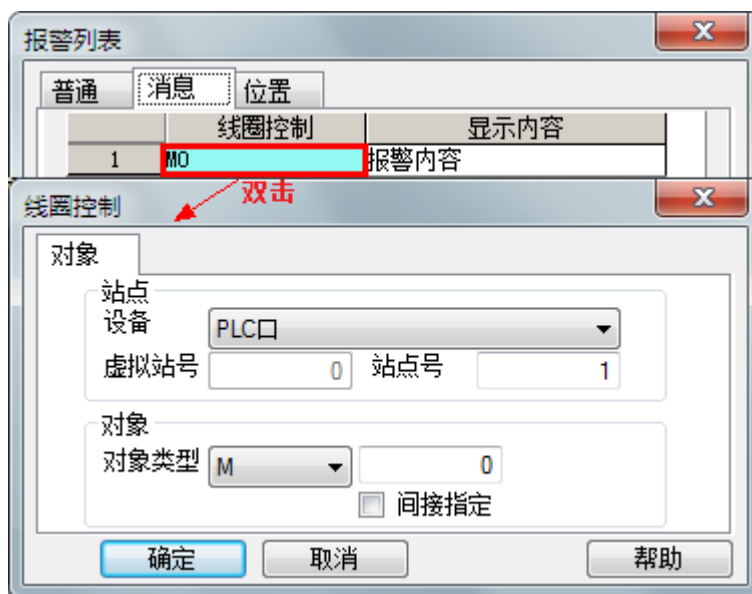 报警列表
普通 消息 位置
线圈控制 显示内容
1 M0 报警内容
双击
线圈控制
对象
站点
设备 PLC口
虚拟站号 0 站点号 1
对象
对象类型 M 0
间接指定
确定 取消 帮助